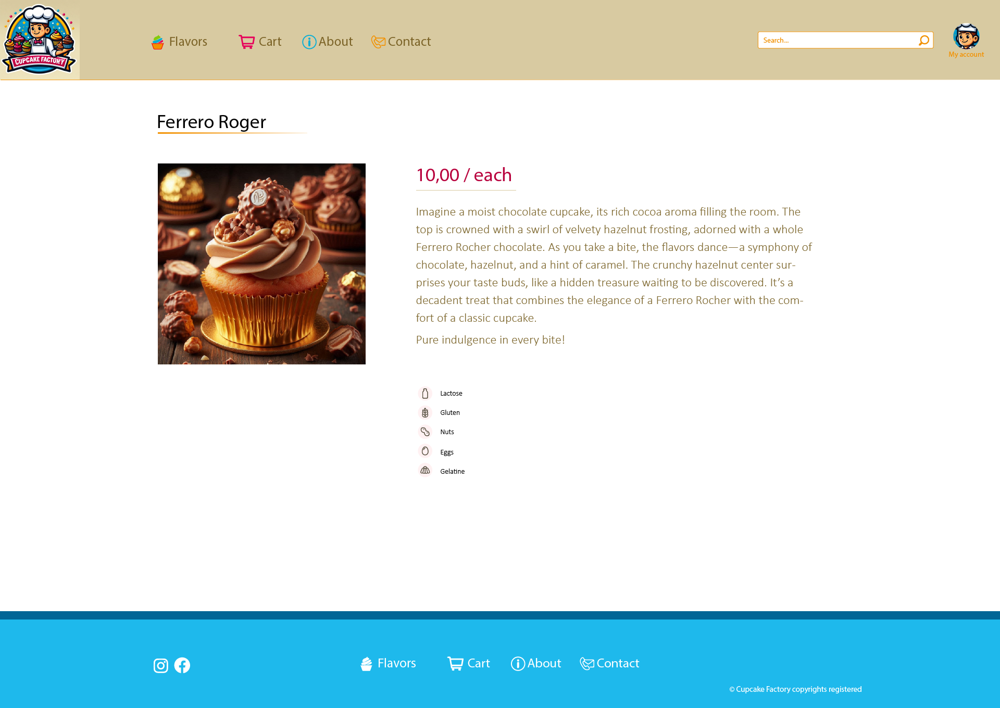 CUPCAKE FACTORY
Flavors
Cart
About
Contact
Search...
My account
Ferrero Roger
10,00 / each
Imagine a moist chocolate cupcake, its rich cocoa aroma filling the room. The
top is crowned with a swirl of velvety hazelnut frosting, adorned with a whole
Ferrero Rocher chocolate. As you take a bite, the flavors dance—a symphony of
chocolate, hazelnut, and a hint of caramel. The crunchy hazelnut center sur-
prises your taste buds, like a hidden treasure waiting to be discovered. It’s a
decadent treat that combines the elegance of a Ferrero Rocher with the com-
fort of a classic cupcake.
Pure indulgence in every bite!
Lactose
Gluten
Nuts
Eggs
Gelatine
Flavors
Cart
About
Contact
© Cupcake Factory copyrights registered